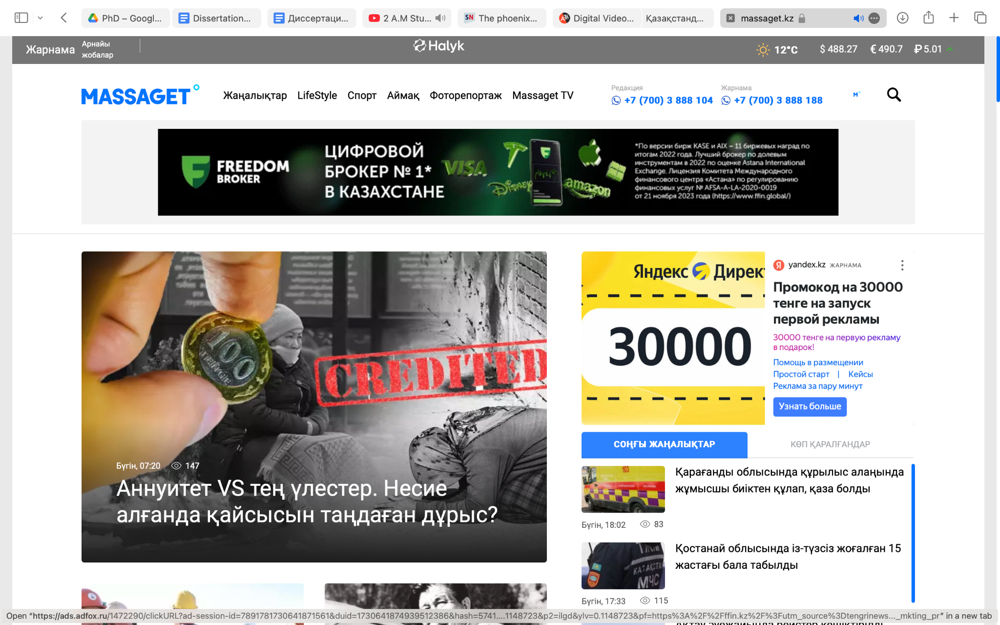 PhD – Googl...
Dissertation...
Диссертаци...
2 A.M Stu...
The phoenix...
Digital Video...
Қазақстанд...
massaget.kz
Жарнама
Арнайы
жобалар
Halyk
12°C
$ 488.27
€ 490.7
₽ 5.01
MASSAGET
Жаңалықтар
LifeStyle
Спорт
Аймақ
Фоторепортаж
Massaget TV
Редакция
+7 (700) 3 888 104
Жарнама
+7 (700) 3 888 188
M°
FREEDOM
BROKER
ЦИФРОВОЙ
БРОКЕР № 1*
В КАЗАХСТАНЕ
VISA
DISNEY
amazon
*По версии бирж KASE и AIX – 11 биржевых наград по
итогам 2022 года. Лучший брокер по долевым
инструментам в 2022 по оценке Astana International
Exchange. Лицензия Комитета Международного
финансового центра «Астана» по регулированию
финансовых услуг № AFSA-A-LA-2020-0019
от 21 ноября 2023 года (https://www.ffin.global/)
100
ТЕҢГЕ
CREDITED
Бүгін, 07:20
147
Аннуитет VS тең үлестер. Несие
алғанда қайсысын таңдаған дұрыс?
Яндекс Директ
30000
yandex.kz ЖАРНАМА
Промокод на 30000
тенге на запуск
первой рекламы
30000 тенге на первую рекламу
в подарок!
Помощь в размещении
Простой старт | Кейсы
Реклама за пару минут
Узнать больше
СОҢҒЫ ЖАҢАЛЫҚТАР
КӨП ҚАРАЛҒАНДАР
103
Қарағанды облысында құрылыс алаңында
жұмысшы биіктен құлап, қаза болды
Бүгін, 18:02
83
ТЖМ
ҚАЗАҚСТАН
МЧС
Қостанай облысында із-түзсіз жоғалған 15
жастағы бала табылды
Бүгін, 17:33
115
Open “https://ads.adfox.ru/1472290/clickURL?ad-session-id=7891781730641871561&duid=1730641874939512386&hash=5741....1148723&p2=ilgd&ylv=0.1148723&pf=https%3A%2F%2Fffin.kz%2F%3Futm_source%3Dtengrinews..._mkting_pr” in a new tab